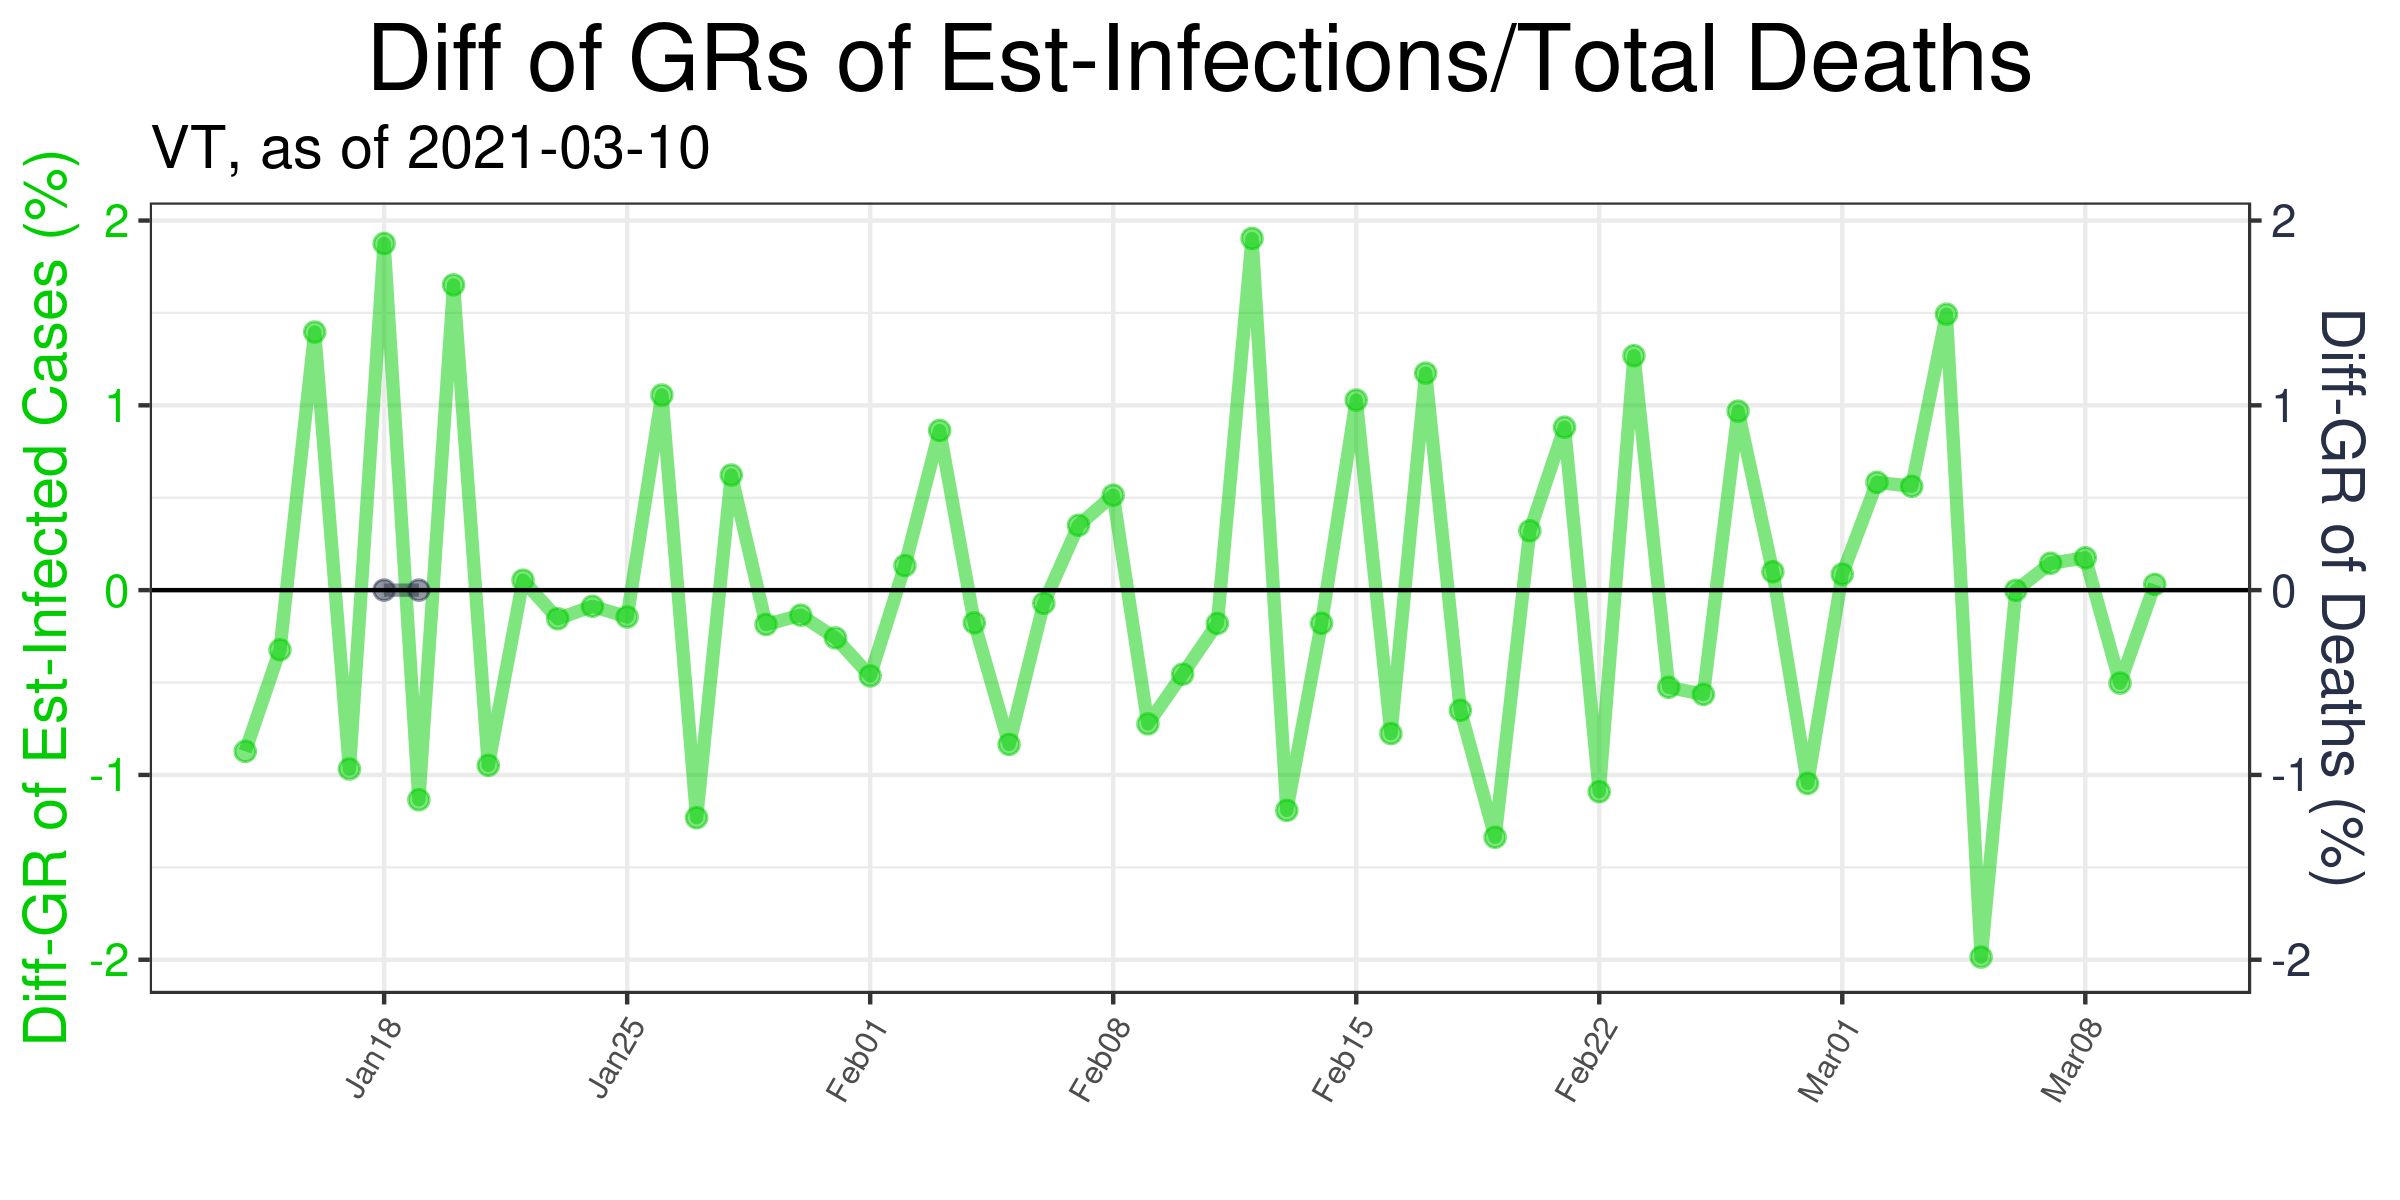 Diff of GRs of Est-Infections/Total Deaths
VT, as of 2021-03-10
Diff-GR of Est-Infected Cases (%)
2
1
0
-1
-2
2
1
0
-1
-2
Diff-GR of Deaths (%)
Jan18
Jan25
Feb01
Feb08
Feb15
Feb22
Mar01
Mar08